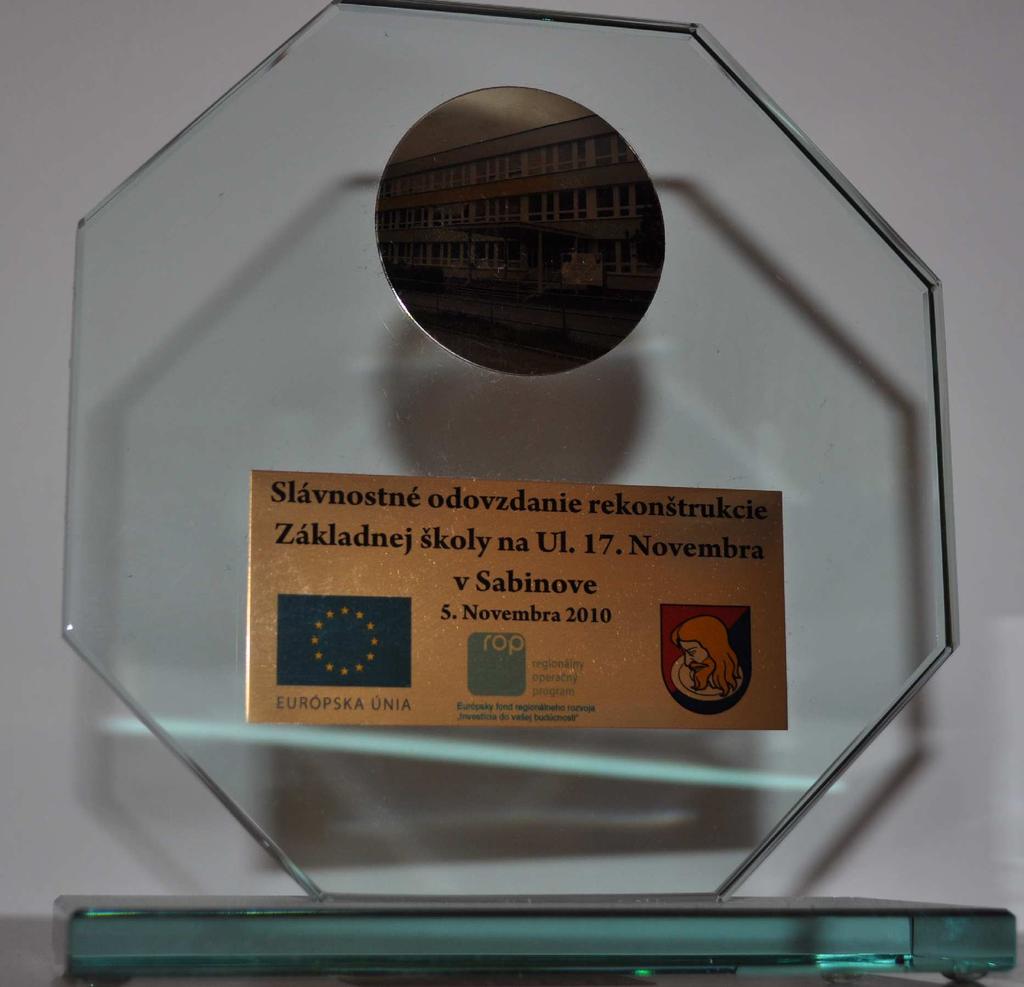 Slávnostné odovzdanie rekonštrukcie
Základnej školy na Ul. 17. Novembra
v Sabinove
5. Novembra 2010
EURÓPSKA ÚNIA
rop
regionálny
operačný
program
Európsky fond regionálneho rozvoja
„Investícia do vašej budúcnosti"